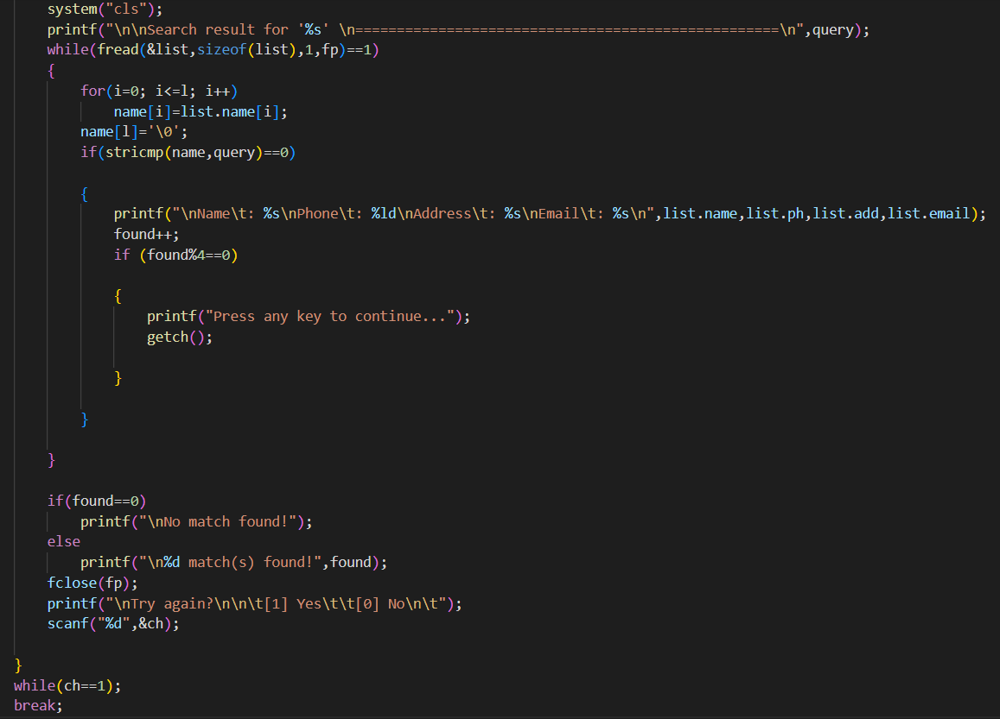 system("cls");
printf("\n\nSearch result for '%s' \n===================================================\n",query);
while(fread(&list,sizeof(list),1,fp)==1)
{
for(i=0; i<=l; i++)
name[i]=list.name[i];
name[l]='\0';
if(stricmp(name,query)==0)
{
printf("\nName\t: %s\nPhone\t: %ld\nAddress\t: %s\nEmail\t: %s\n",list.name,list.ph,list.add,list.email);
found++;
if (found%4==0)
{
printf("Press any key to continue...");
getch();
}
}
}
if(found==0)
printf("\nNo match found!");
else
printf("\n%d match(s) found!",found);
fclose(fp);
printf("\nTry again?\n\n\t[1] Yes\t\t[0] No\n\t");
scanf("%d",&ch);
}
while(ch==1);
break;